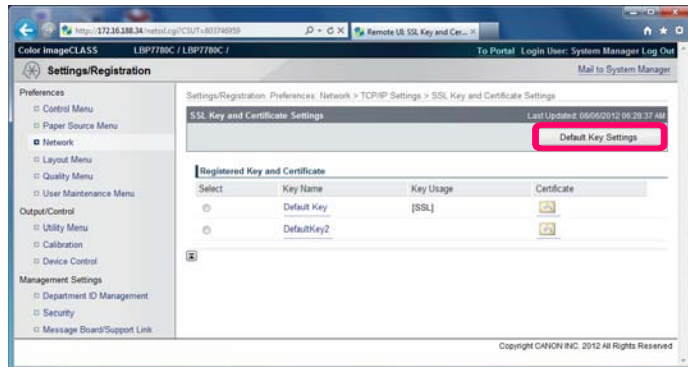 http://172.16.188.34/netssl.cgi?CSUT=803746959
Remote UI: SSL Key and Cer...
Color imageCLASS LBP7780C / LBP7780C /
To Portal Login User: System Manager Log Out
Settings/Registration
Mail to System Manager
Preferences
Control Menu
Paper Source Menu
Network
Layout Menu
Quality Menu
User Maintenance Menu
Output/Control
Utility Menu
Calibration
Device Control
Management Settings
Department ID Management
Security
Message Board/Support Link
Settings/Registration: Preferences: Network > TCP/IP Settings > SSL Key and Certificate Settings
SSL Key and Certificate Settings
Last Updated: 06/06/2012 06:28:37 AM
Default Key Settings
Registered Key and Certificate
Select Key Name Key Usage Certificate
Default Key [SSL]
DefaultKey2
Copyright CANON INC. 2012 All Rights Reserved